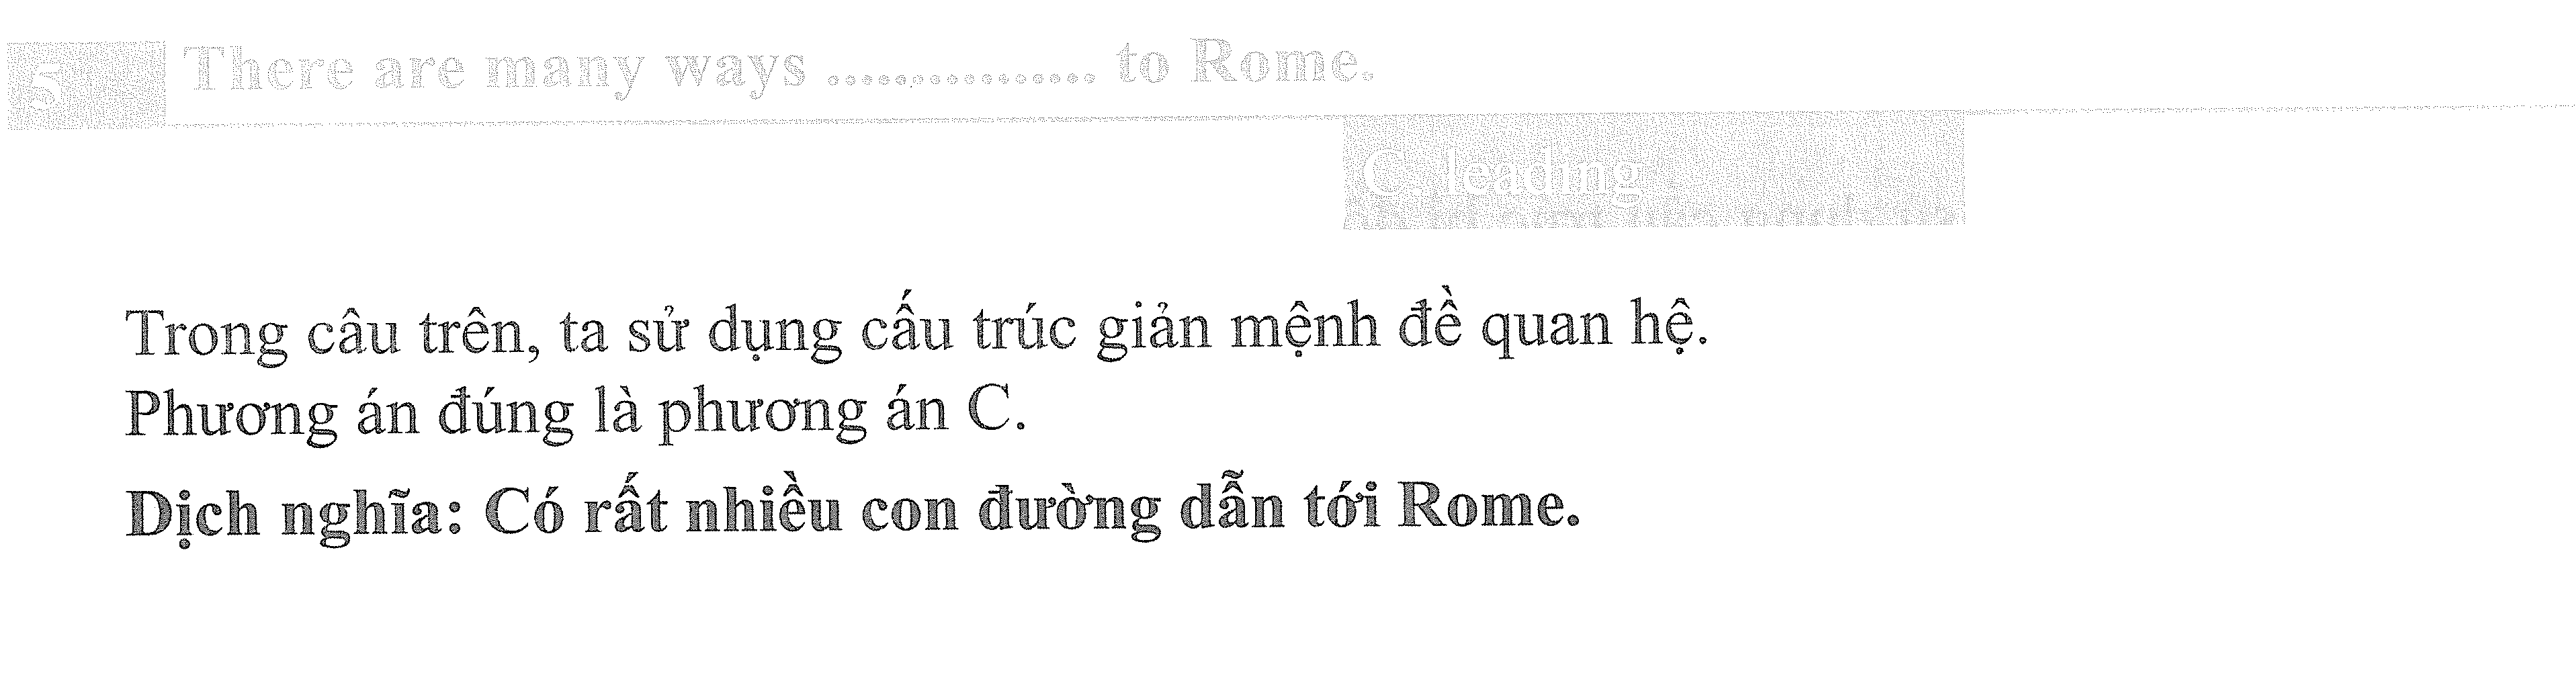 5 There are many ways ................ to Rome.
C. leading
Trong câu trên, ta sử dụng cấu trúc giản mệnh đề quan hệ.
Phương án đúng là phương án C.
Dịch nghĩa: Có rất nhiều con đường dẫn tới Rome.